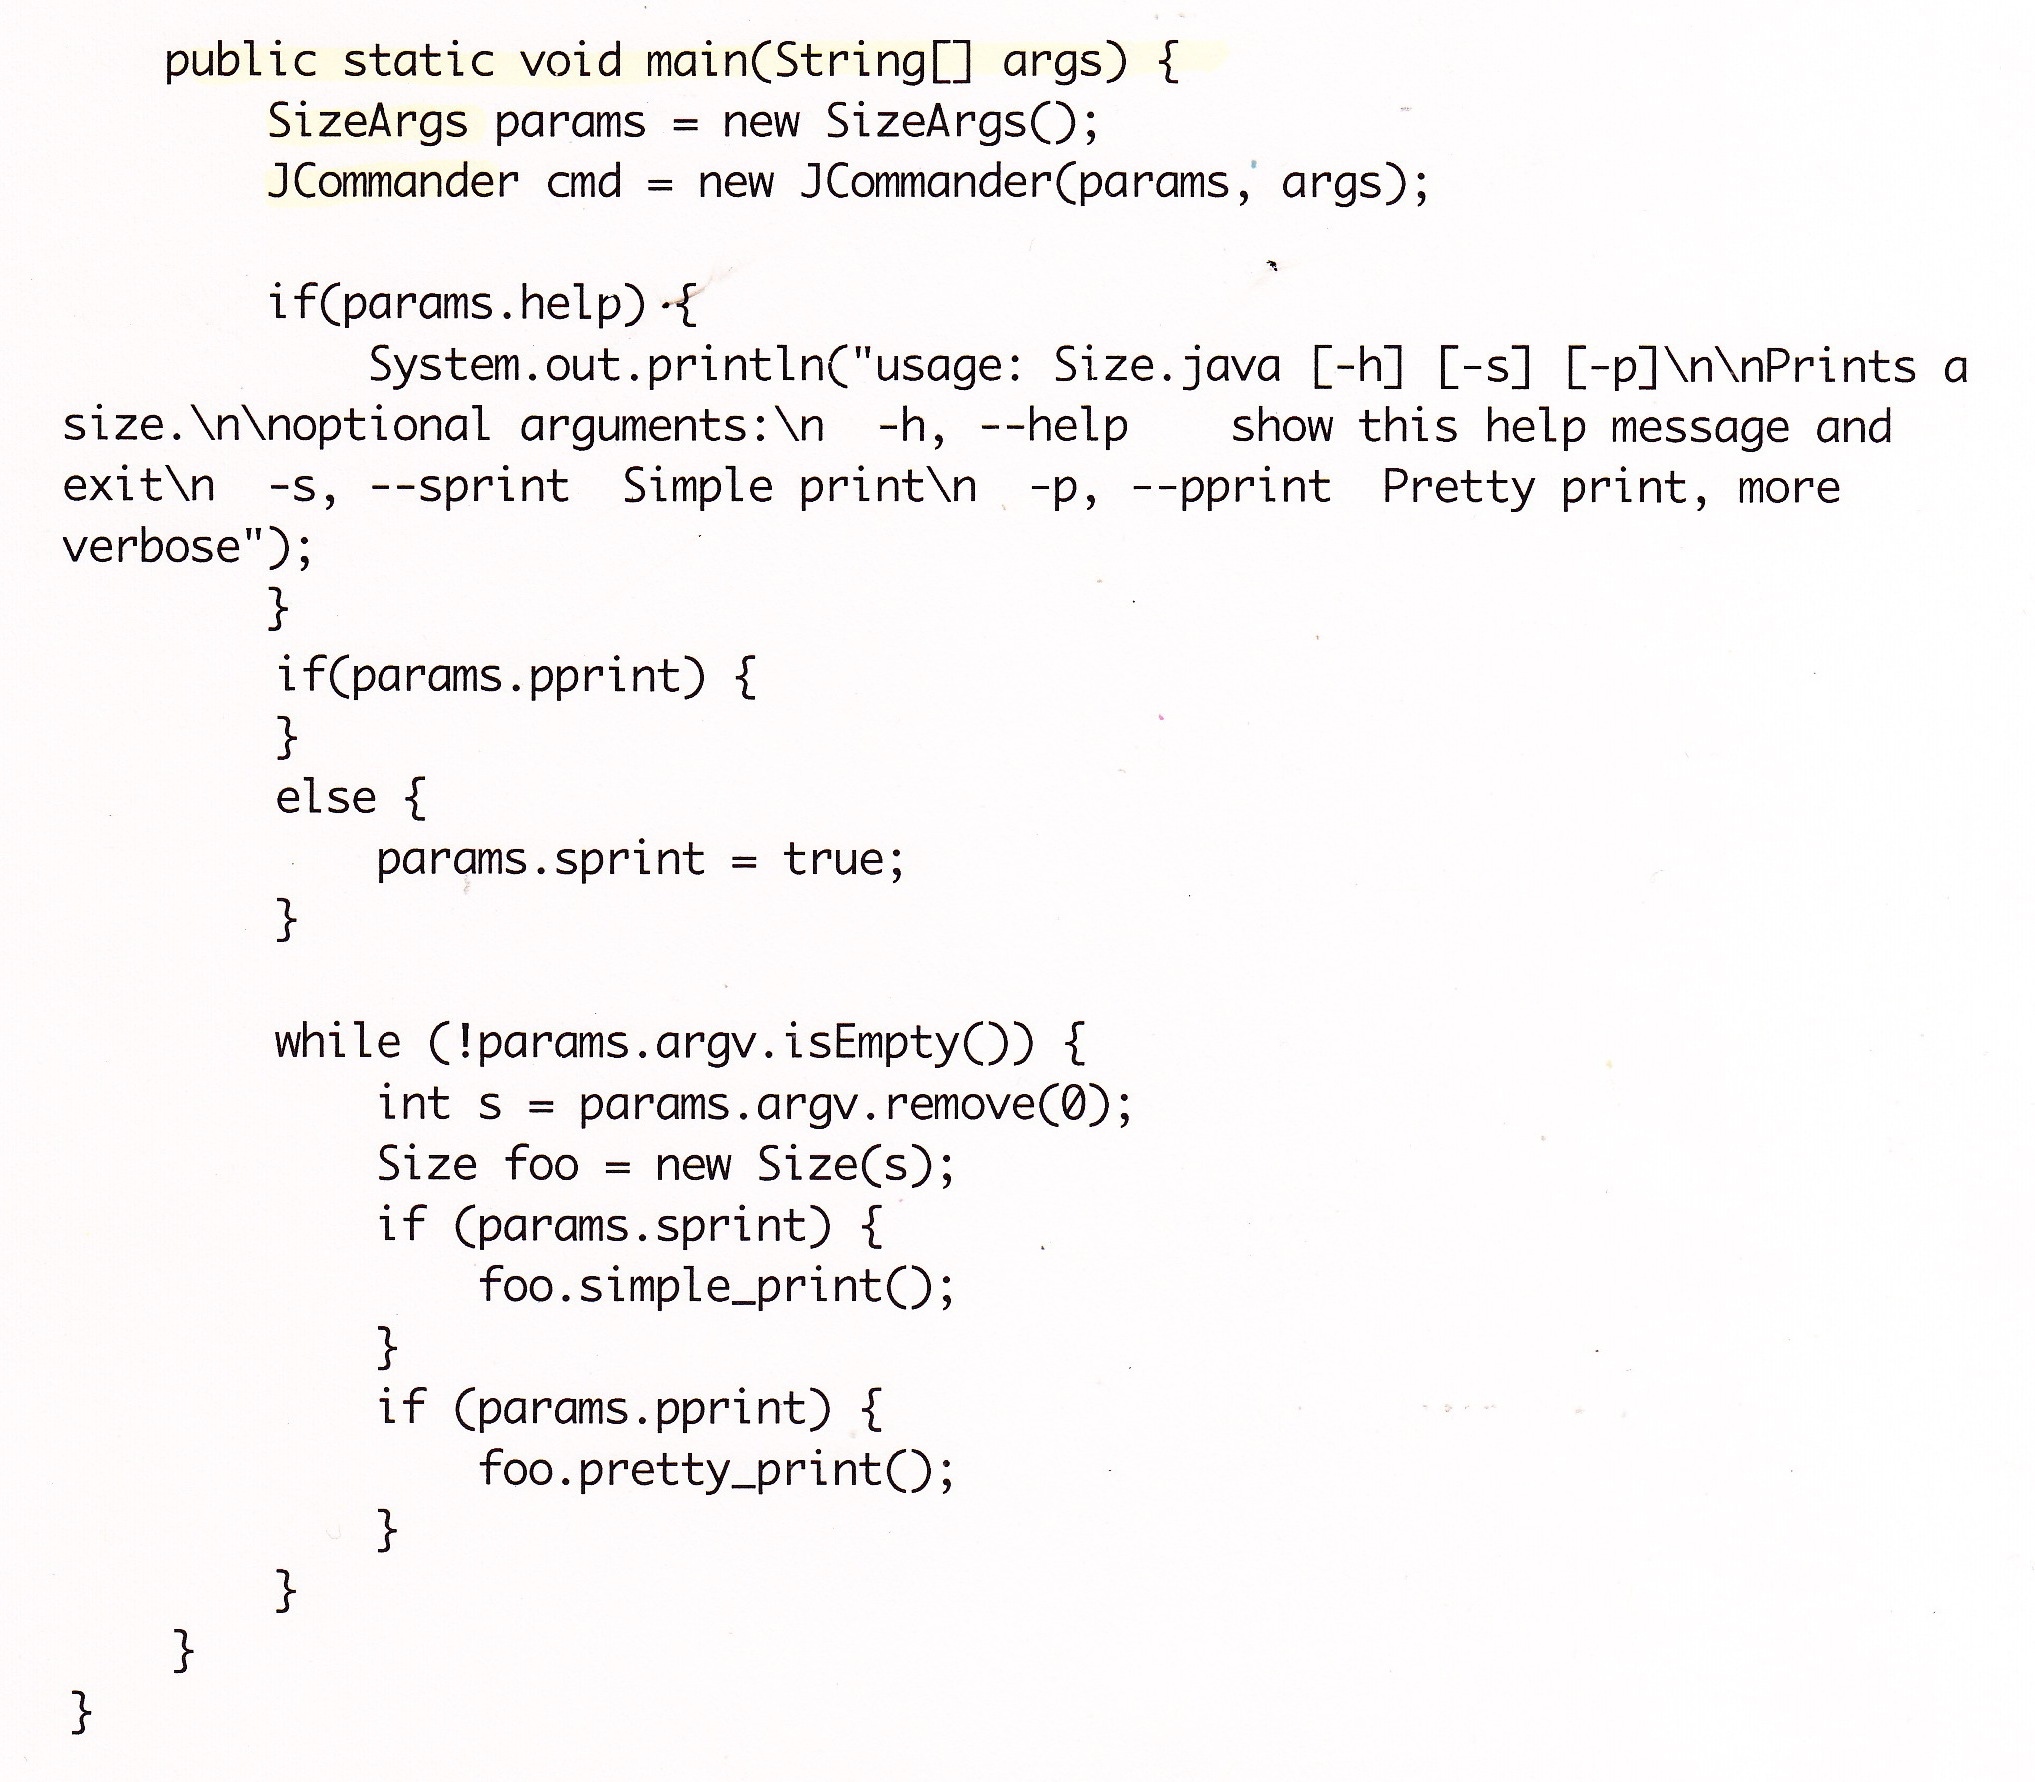 public static void main(String[] args) {
        SizeArgs params = new SizeArgs();
        JCommander cmd = new JCommander(params, args);

        if(params.help) {
            System.out.println("usage: Size.java [-h] [-s] [-p]\n\nPrints a
size.\n\noptional arguments:\n  -h, --help    show this help message and
exit\n  -s, --sprint  Simple print\n  -p, --pprint  Pretty print, more
verbose");
        }
        if(params.pprint) {
        }
        else {
            params.sprint = true;
        }

        while (!params.argv.isEmpty()) {
            int s = params.argv.remove(0);
            Size foo = new Size(s);
            if (params.sprint) {
                foo.simple_print();
            }
            if (params.pprint) {
                foo.pretty_print();
            }
        }
    }
}